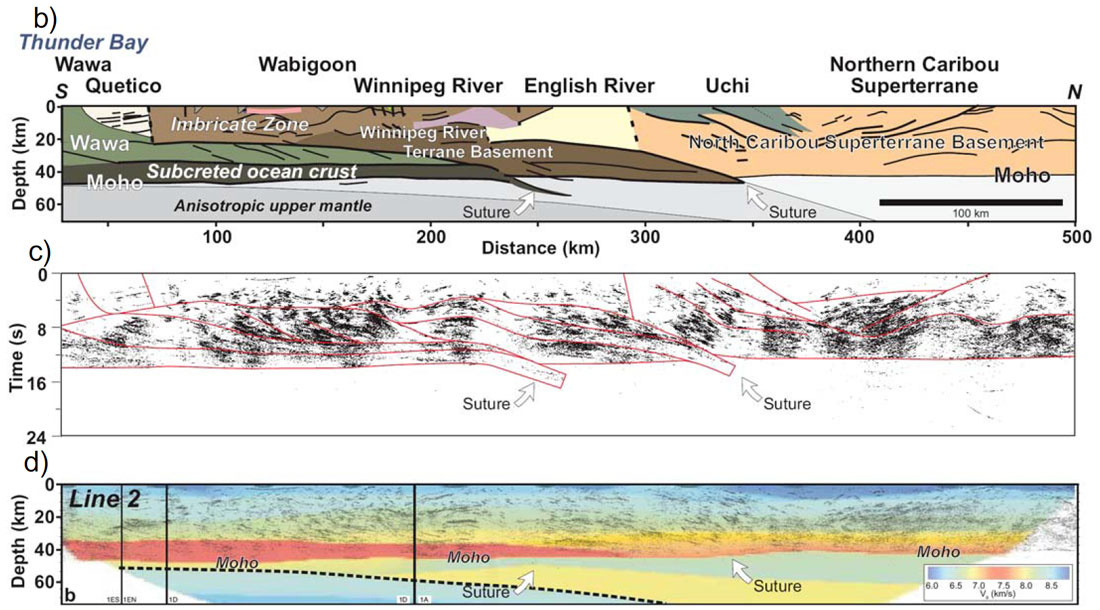 b)
Thunder Bay
Wawa
Quetico
Wabigoon
Winnipeg River
English River
Uchi
Northern Caribou
Superterrane
S
N
0
20
40
60
Depth (km)
Imbricate Zone
Winnipeg River
Terrane Basement
North Caribou Superterrane Basement
Wawa
Subcreted ocean crust
Moho
Moho
Anisotropic upper mantle
Suture
Suture
100 km
100
200
300
400
500
Distance (km)
c)
0
8
16
24
Time (s)
Suture
Suture
d)
Line 2
0
20
40
60
Depth (km)
Moho
Moho
Moho
Suture
Suture
b
1ES
1EN
1D
1D
1A
6.0 6.5 7.0 7.5 8.0 8.5
Vp (km/s)